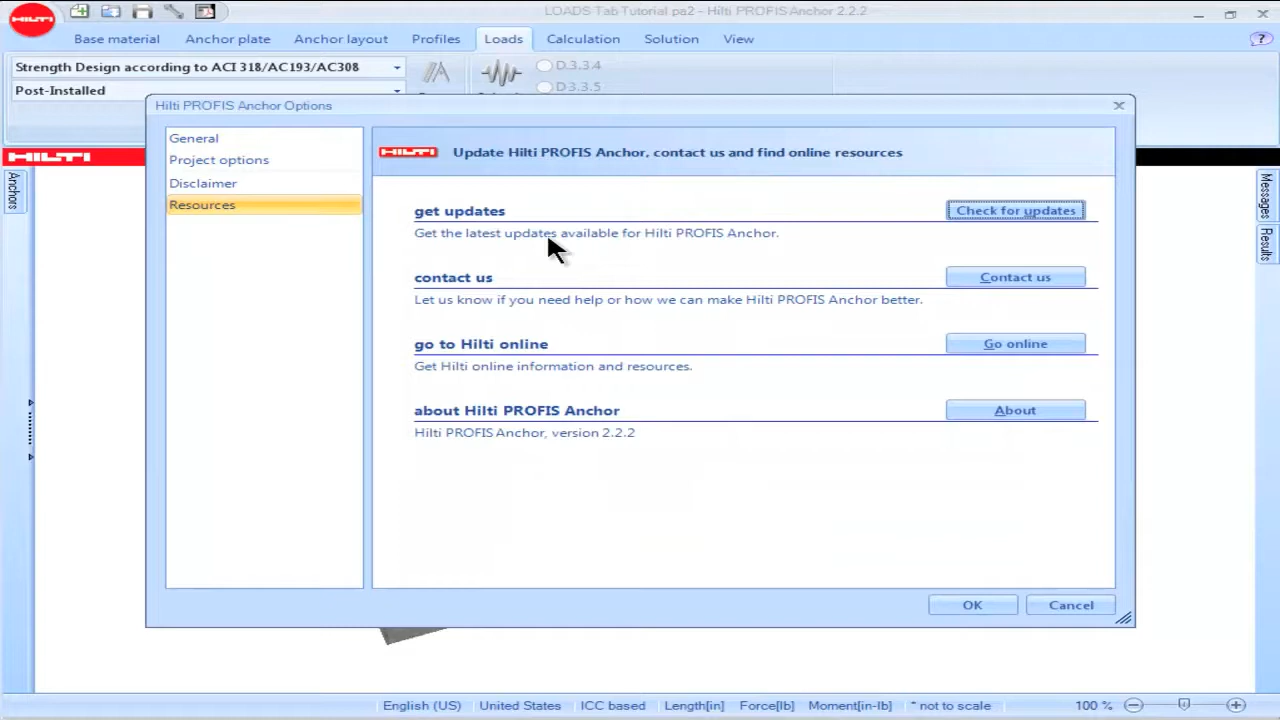 HILTI
LOADS Tab Tutorial pa2 - Hilti PROFIS Anchor 2.2.2
Base material Anchor plate Anchor layout Profiles Loads Calculation Solution View
?
Strength Design according to ACI 318/AC193/AC308
D.3.3.4
Post-Installed
D.3.3.5
Hilti PROFIS Anchor Options
General
Project options
Disclaimer
Resources
HILTI
HILTI Update Hilti PROFIS Anchor, contact us and find online resources
get updates Check for updates
Get the latest updates available for Hilti PROFIS Anchor.
contact us Contact us
Let us know if you need help or how we can make Hilti PROFIS Anchor better.
go to Hilti online Go online
Get Hilti online information and resources.
about Hilti PROFIS Anchor About
Hilti PROFIS Anchor, version 2.2.2
OK Cancel
Anchors
Messages
Results
English (US) United States ICC based Length[in] Force[lb] Moment[in-lb] * not to scale 100 %